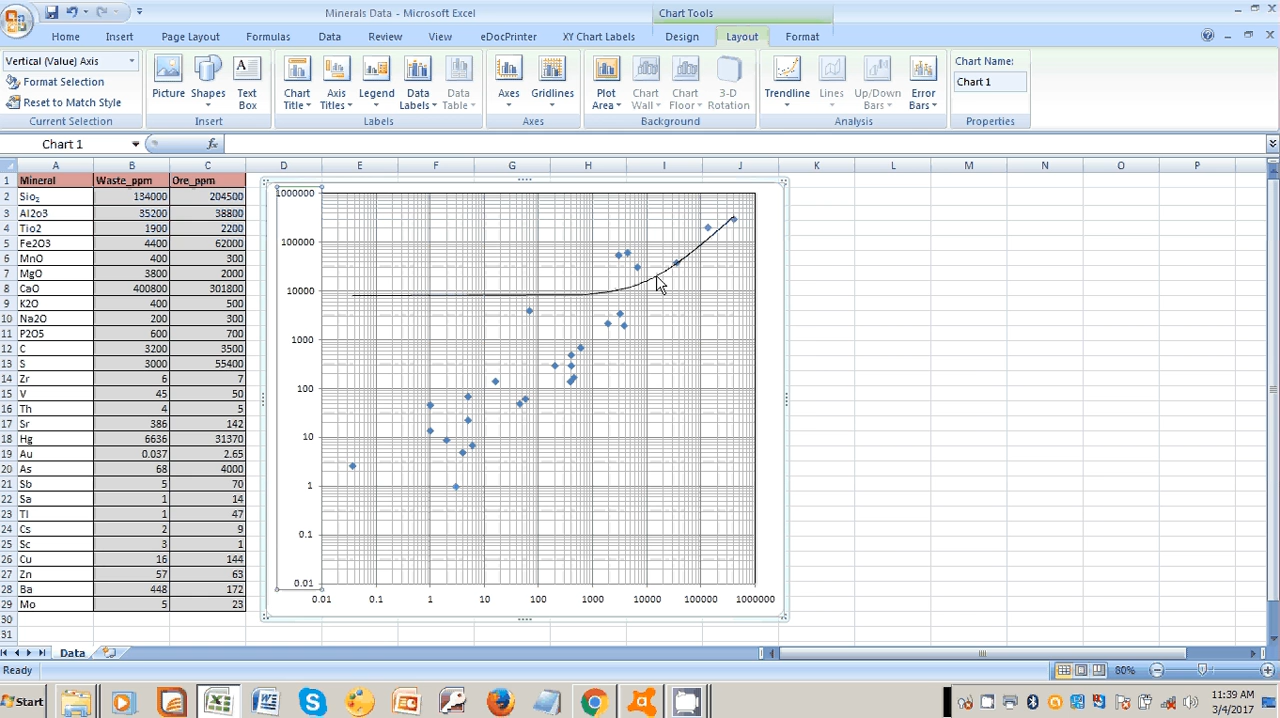 Minerals Data - Microsoft Excel
Chart Tools
Home Insert Page Layout Formulas Data Review View eDocPrinter XY Chart Labels Design Layout Format
Vertical (Value) Axis
Format Selection
Reset to Match Style
Current Selection
Picture Shapes Text Box
Insert
Chart Title Axis Titles Legend Data Labels Data Table
Labels
Axes Gridlines
Axes
Plot Area Chart Wall Chart Floor 3-D Rotation
Background
Trendline Lines Up/Down Bars Error Bars
Analysis
Chart Name:
Chart 1
Properties
Chart 1 fx
A B C D E F G H I J K L M N O P
1 Mineral Waste_ppm Ore_ppm
2 Sio₂ 134000 204500
3 Al2o3 35200 38800
4 Tio2 1900 2200
5 Fe2O3 4400 62000
6 MnO 400 300
7 MgO 3800 2000
8 CaO 400800 301800
9 K2O 400 500
10 Na2O 200 300
11 P2O5 600 700
12 C 3200 3500
13 S 3000 55400
14 Zr 6 7
15 V 45 50
16 Th 4 5
17 Sr 386 142
18 Hg 6636 31370
19 Au 0.037 2.65
20 As 68 4000
21 Sb 5 70
22 Sa 1 14
23 Tl 1 47
24 Cs 2 9
25 Sc 3 1
26 Cu 16 144
27 Zn 57 63
28 Ba 448 172
29 Mo 5 23
30
31
1000000
100000
10000
1000
100
10
1
0.1
0.01
0.01 0.1 1 10 100 1000 10000 100000 1000000
Data
Ready
80%
Start
11:39 AM
3/4/2017